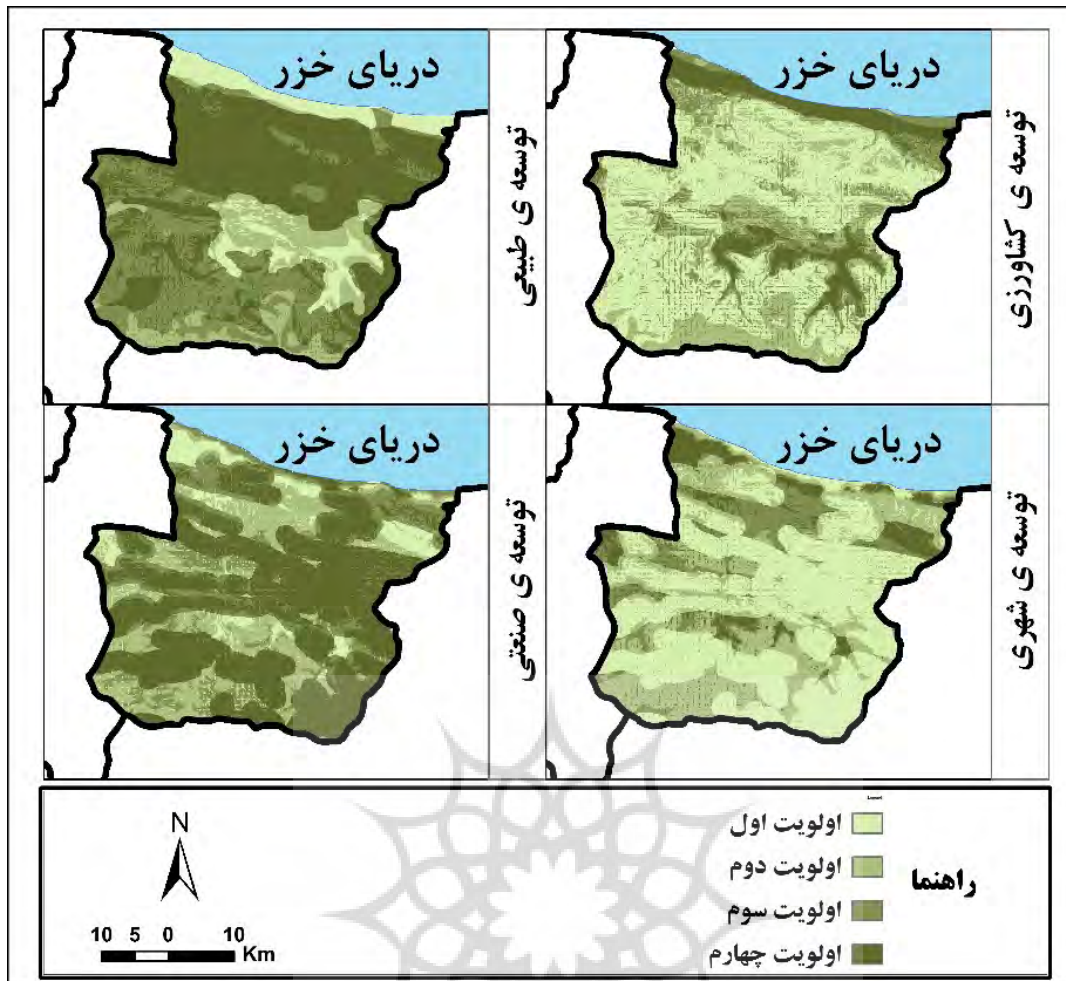 دریای خزر
توسعه ی کشاورزی
دریای خزر
توسعه ی طبیعی
دریای خزر
توسعه ی شهری
دریای خزر
توسعه ی صنعتی
راهنما
اولویت اول
اولویت دوم
اولویت سوم
اولویت چهارم
N
10 5 0 10
Km